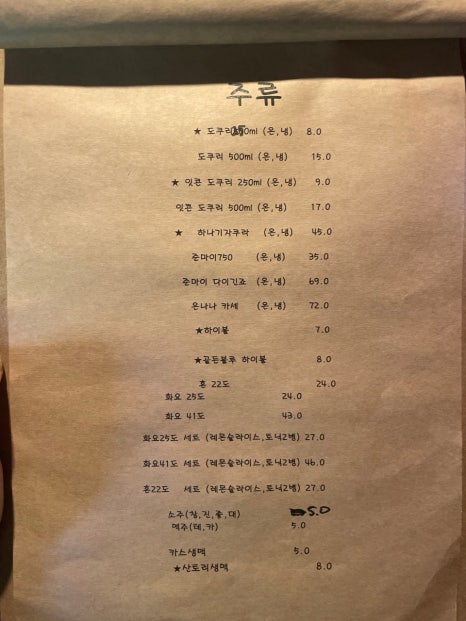 주류
★ 도쿠리 250ml (온,냉) 8.0
도쿠리 500ml (온,냉) 15.0
★ 잇콘 도쿠리 250ml (온,냉) 9.0
잇콘 도쿠리 500ml (온,냉) 17.0
★ 하나기자쿠라 (온,냉) 45.0
준마이750 (온,냉) 35.0
준마이 다이긴죠 (온,냉) 69.0
온나나 카세 (온,냉) 72.0
★하이볼 7.0
★골든블루 하이볼 8.0
혼 22도 24.0
화요 25도 24.0
화요 41도 43.0
화요25도 세트 (레몬슬라이스,토닉2병) 27.0
화요41도 세트 (레몬슬라이스,토닉2병) 46.0
혼22도 세트 (레몬슬라이스,토닉2병) 27.0
소주(참,진,좋,대) 5.0
맥주(테,카) 5.0
카스생맥 5.0
★산토리생맥 8.0